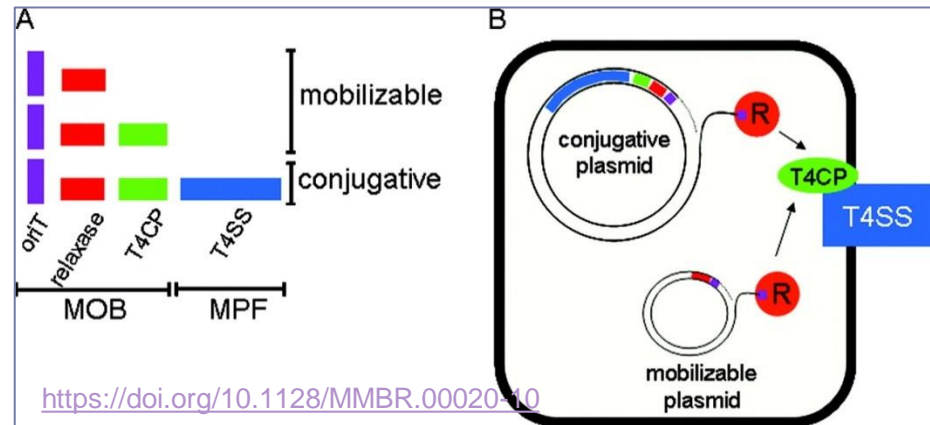 A
mobilizable
conjugative
oriT
relaxase
T4CP
T4SS
MOB
MPF
B
conjugative
plasmid
R
T4CP
T4SS
R
mobilizable
plasmid
https://doi.org/10.1128/MMBR.00020-10